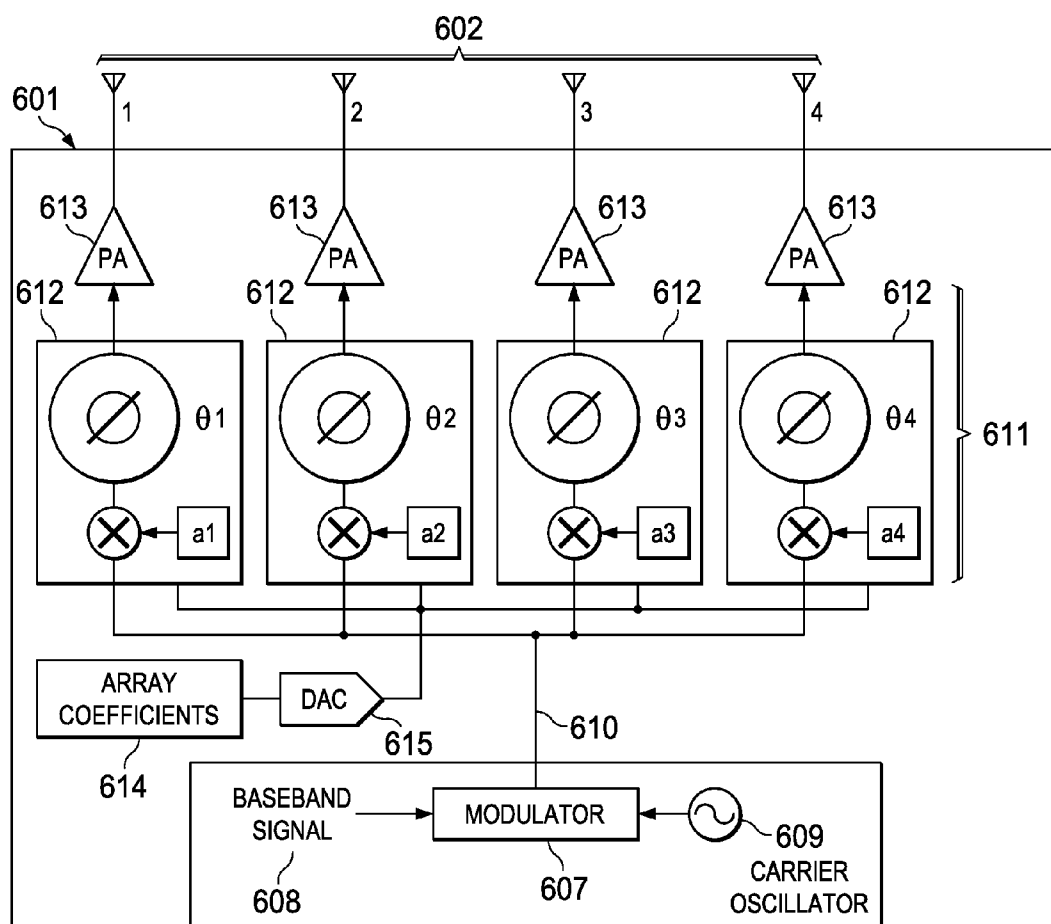 602
601
1
2
3
4
613
613
613
613
PA
PA
PA
PA
612
612
612
612
θ1
θ2
θ3
θ4
611
a1
a2
a3
a4
ARRAY
COEFFICIENTS
DAC
614
615
610
BASEBAND
SIGNAL
MODULATOR
608
607
609
CARRIER
OSCILLATOR